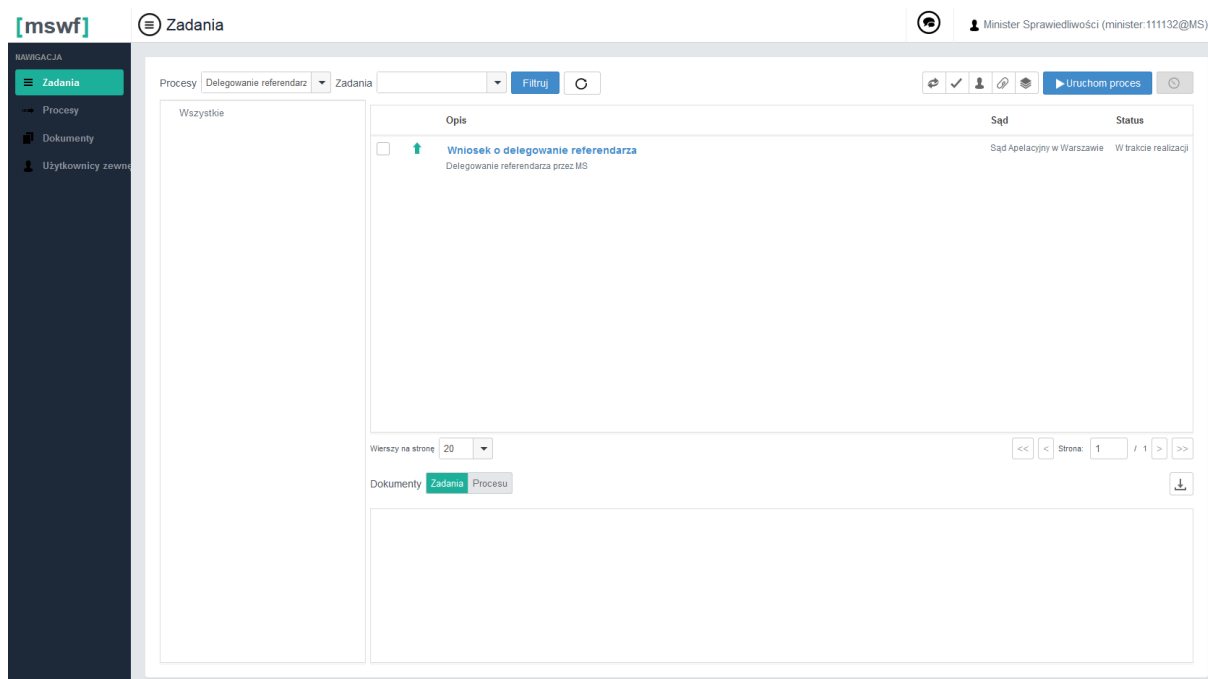 [mswf]
Zadania
Minister Sprawiedliwości (minister:111132@MS)
NAWIGACJA
Zadania
Procesy
Dokumenty
Użytkownicy zewnę
Procesy Delegowanie referendarz Zadania Filtruj Uruchom proces
Wszystkie
Opis Sąd Status
Wniosek o delegowanie referendarza Sąd Apelacyjny w Warszawie W trakcie realizacji
Delegowanie referendarza przez MS
Wierszy na stronę 20 << < Strona: 1 / 1 > >>
Dokumenty Zadania Procesu